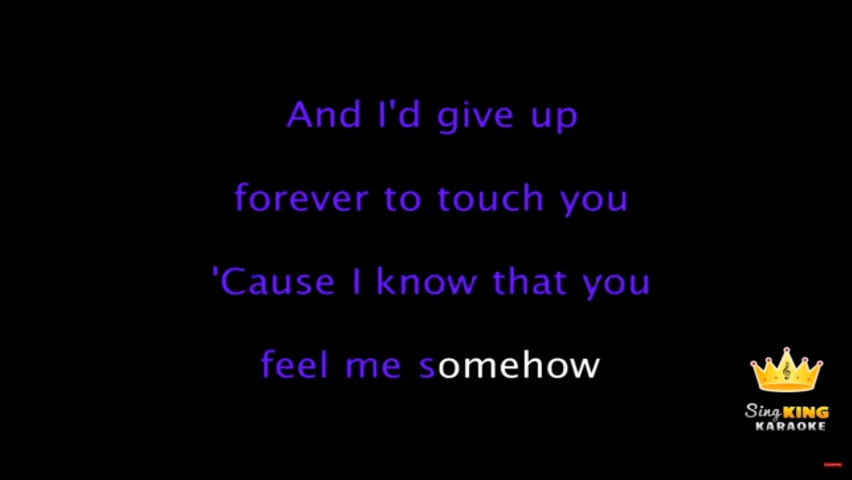 And I'd give up
forever to touch you
'Cause I know that you
feel me somehow
Sing KING
KARAOKE